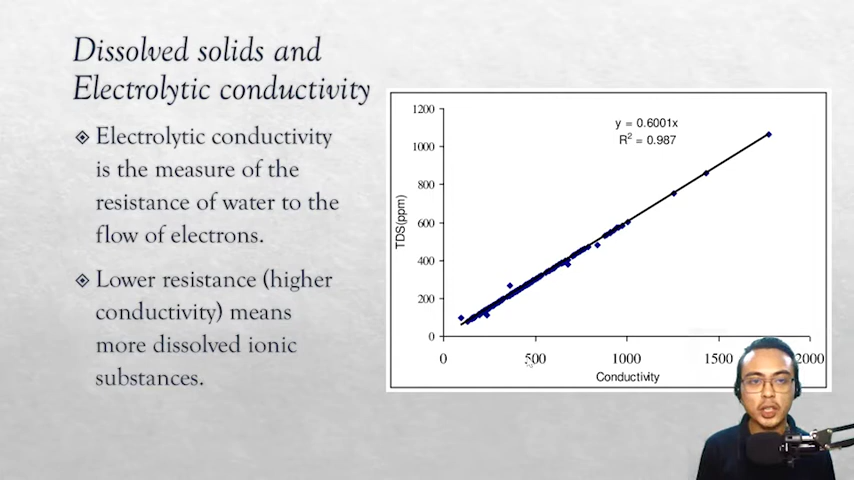 Dissolved solids and
Electrolytic conductivity
Electrolytic conductivity
is the measure of the
resistance of water to the
flow of electrons.
Lower resistance (higher
conductivity) means
more dissolved ionic
substances.
1200
1000
800
600
400
200
0
TDS(ppm)
y = 0.6001x
R² = 0.987
0 500 1000 1500 2000
Conductivity